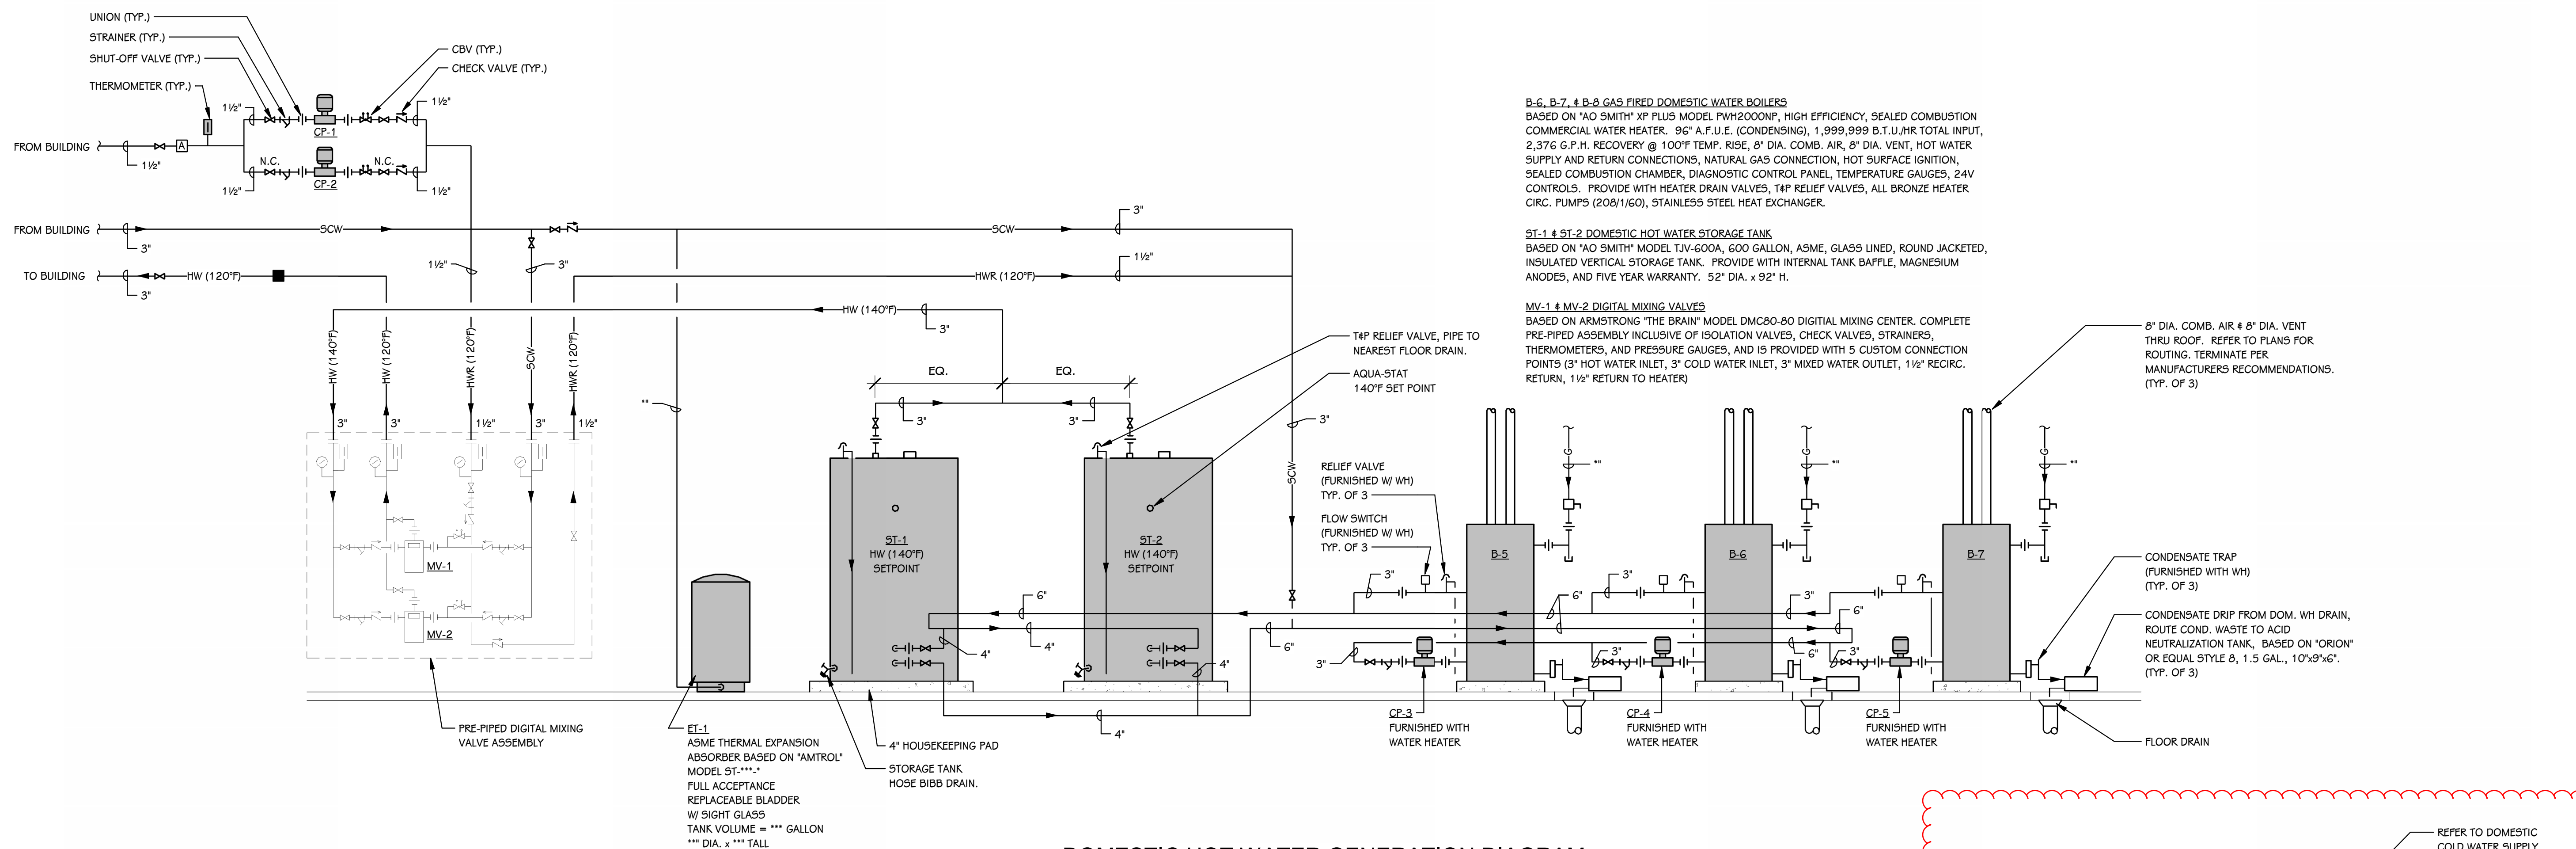 UNION (TYP.)
STRAINER (TYP.)
SHUT-OFF VALVE (TYP.)
THERMOMETER (TYP.)
CBV (TYP.)
CHECK VALVE (TYP.)
1½"
1½"
CP-1
FROM BUILDING
A
1½"
N.C.
N.C.
CP-2
1½"
1½"
FROM BUILDING
3"
SCW
SCW
3"
TO BUILDING
3"
HW (120°F)
1½"
3"
HWR (120°F)
1½"
HW (140°F)
3"
HW (140°F)
HW (120°F)
HWR (120°F)
SCW
HWR (120°F)
3"
3"
1½"
3"
1½"
MV-1
MV-2
PRE-PIPED DIGITAL MIXING
VALVE ASSEMBLY
*"
EQ.
EQ.
3"
3"
T&P RELIEF VALVE, PIPE TO
NEAREST FLOOR DRAIN.
AQUA-STAT
140°F SET POINT
3"
SCW
ST-1
HW (140°F)
SETPOINT
ST-2
HW (140°F)
SETPOINT
6"
4"
4"
4"
6"
4"
ET-1
ASME THERMAL EXPANSION
ABSORBER BASED ON "AMTROL"
MODEL ST-***-*
FULL ACCEPTANCE
REPLACEABLE BLADDER
W/ SIGHT GLASS
TANK VOLUME = *** GALLON
**" DIA. x **" TALL
4" HOUSEKEEPING PAD
STORAGE TANK
HOSE BIBB DRAIN.
B-6, B-7, & B-8 GAS FIRED DOMESTIC WATER BOILERS
BASED ON "AO SMITH" XP PLUS MODEL PWH2000NP, HIGH EFFICIENCY, SEALED COMBUSTION
COMMERCIAL WATER HEATER. 96" A.F.U.E. (CONDENSING), 1,999,999 B.T.U./HR TOTAL INPUT,
2,376 G.P.H. RECOVERY @ 100°F TEMP. RISE, 8" DIA. COMB. AIR, 8" DIA. VENT, HOT WATER
SUPPLY AND RETURN CONNECTIONS, NATURAL GAS CONNECTION, HOT SURFACE IGNITION,
SEALED COMBUSTION CHAMBER, DIAGNOSTIC CONTROL PANEL, TEMPERATURE GAUGES, 24V
CONTROLS. PROVIDE WITH HEATER DRAIN VALVES, T&P RELIEF VALVES, ALL BRONZE HEATER
CIRC. PUMPS (208/1/60), STAINLESS STEEL HEAT EXCHANGER.
ST-1 & ST-2 DOMESTIC HOT WATER STORAGE TANK
BASED ON "AO SMITH" MODEL TJV-600A, 600 GALLON, ASME, GLASS LINED, ROUND JACKETED,
INSULATED VERTICAL STORAGE TANK. PROVIDE WITH INTERNAL TANK BAFFLE, MAGNESIUM
ANODES, AND FIVE YEAR WARRANTY. 52" DIA. x 92" H.
MV-1 & MV-2 DIGITAL MIXING VALVES
BASED ON ARMSTRONG "THE BRAIN" MODEL DMC80-80 DIGITIAL MIXING CENTER. COMPLETE
PRE-PIPED ASSEMBLY INCLUSIVE OF ISOLATION VALVES, CHECK VALVES, STRAINERS,
THERMOMETERS, AND PRESSURE GAUGES, AND IS PROVIDED WITH 5 CUSTOM CONNECTION
POINTS (3" HOT WATER INLET, 3" COLD WATER INLET, 3" MIXED WATER OUTLET, 1½" RECIRC.
RETURN, 1½" RETURN TO HEATER)
8" DIA. COMB. AIR & 8" DIA. VENT
THRU ROOF. REFER TO PLANS FOR
ROUTING. TERMINATE PER
MANUFACTURERS RECOMMENDATIONS.
(TYP. OF 3)
RELIEF VALVE
(FURNISHED W/ WH)
TYP. OF 3
FLOW SWITCH
(FURNISHED W/ WH)
TYP. OF 3
G
*"
G
*"
G
*"
B-5
B-6
B-7
3"
3"
6"
3"
6"
3"
3"
6"
3"
CP-3
FURNISHED WITH
WATER HEATER
CP-4
FURNISHED WITH
WATER HEATER
CP-5
FURNISHED WITH
WATER HEATER
CONDENSATE TRAP
(FURNISHED WITH WH)
(TYP. OF 3)
CONDENSATE DRIP FROM DOM. WH DRAIN,
ROUTE COND. WASTE TO ACID
NEUTRALIZATION TANK, BASED ON "ORION"
OR EQUAL STYLE 8, 1.5 GAL., 10"x9"x6".
(TYP. OF 3)
FLOOR DRAIN
DOMESTIC HOT WATER GENERATION DIAGRAM
REFER TO DOMESTIC
COLD WATER SUPPLY